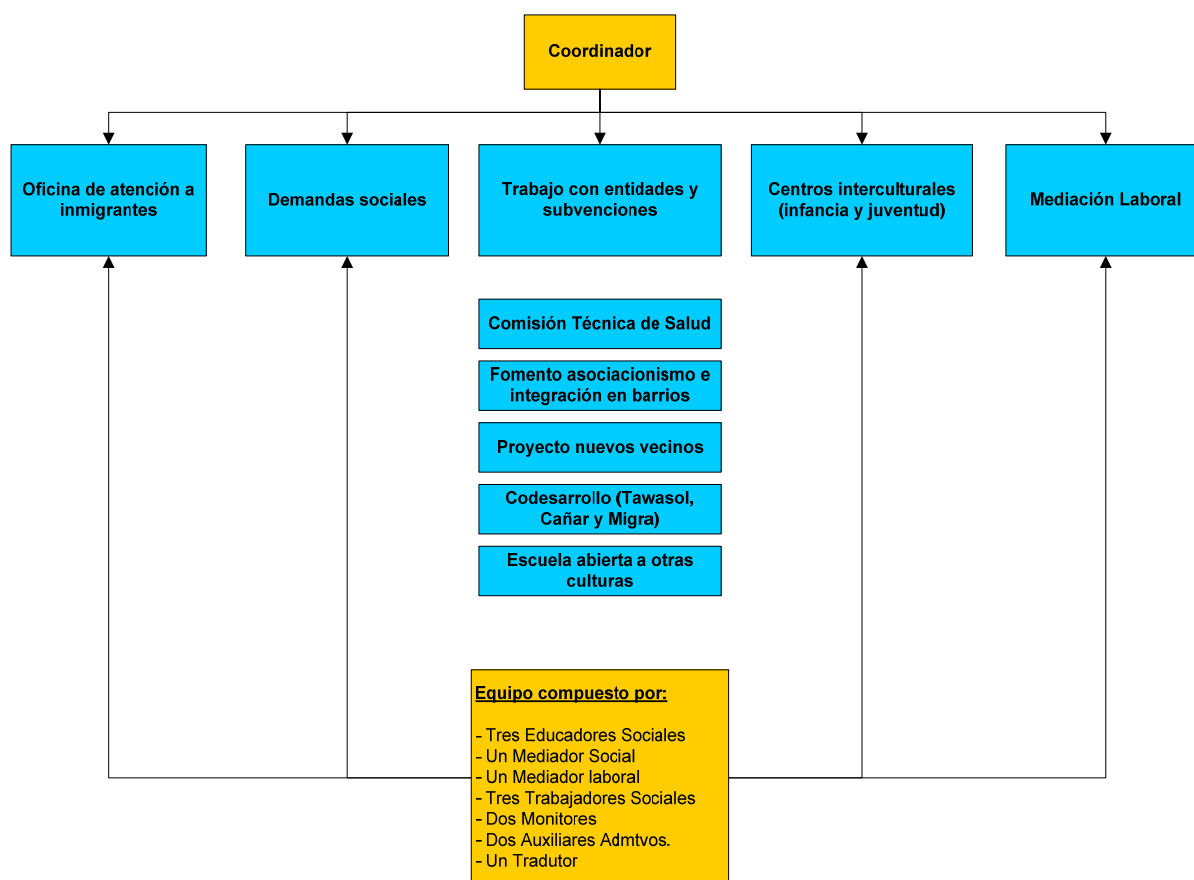 Coordinador
Oficina de atención a
inmigrantes
Demandas sociales
Trabajo con entidades y
subvenciones
Centros interculturales
(infancia y juventud)
Mediación Laboral
Comisión Técnica de Salud
Fomento asociacionismo e
integración en barrios
Proyecto nuevos vecinos
Codesarrollo (Tawasol,
Cañar y Migra)
Escuela abierta a otras
culturas
Equipo compuesto por:
- Tres Educadores Sociales
- Un Mediador Social
- Un Mediador laboral
- Tres Trabajadores Sociales
- Dos Monitores
- Dos Auxiliares Admtvos.
- Un Tradutor